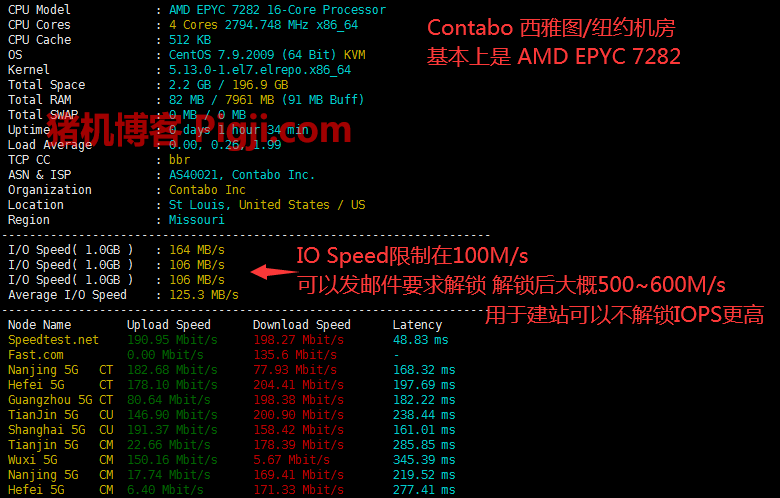 CPU Model : AMD EPYC 7282 16-Core Processor
CPU Cores : 4 Cores 2794.748 MHz x86_64
CPU Cache : 512 KB
OS : CentOS 7.9.2009 (64 Bit) KVM
Kernel : 5.13.0-1.el7.elrepo.x86_64
Total Space : 2.2 GB / 196.9 GB
Total RAM : 82 MB / 7961 MB (91 MB Buff)
Total SWAP : 0 MB / 0 MB
Uptime : 0 days 1 hour 34 min
Load Average : 0.00, 0.26, 1.99
TCP CC : bbr
ASN & ISP : AS40021, Contabo Inc.
Organization : Contabo Inc
Location : St Louis, United States / US
Region : Missouri
Contabo 西雅图/纽约机房
基本上是 AMD EPYC 7282
猪机博客 Pigji.com
I/O Speed( 1.0GB ) : 164 MB/s
I/O Speed( 1.0GB ) : 106 MB/s
I/O Speed( 1.0GB ) : 106 MB/s
Average I/O Speed : 125.3 MB/s
IO Speed限制在100M/s
可以发邮件要求解锁 解锁后大概500~600M/s
用于建站可以不解锁IOPS更高
Node Name Upload Speed Download Speed Latency
Speedtest.net 190.95 Mbit/s 198.27 Mbit/s 48.83 ms
Fast.com 0.00 Mbit/s 135.6 Mbit/s -
Nanjing 5G CT 182.68 Mbit/s 77.93 Mbit/s 168.32 ms
Hefei 5G CT 178.10 Mbit/s 204.41 Mbit/s 197.69 ms
Guangzhou 5G CT 80.64 Mbit/s 198.38 Mbit/s 182.22 ms
TianJin 5G CU 146.90 Mbit/s 200.90 Mbit/s 238.44 ms
Shanghai 5G CU 191.37 Mbit/s 158.42 Mbit/s 161.01 ms
Tianjin 5G CM 22.66 Mbit/s 178.39 Mbit/s 285.85 ms
Wuxi 5G CM 150.16 Mbit/s 5.67 Mbit/s 345.39 ms
Nanjing 5G CM 17.74 Mbit/s 169.41 Mbit/s 219.52 ms
Hefei 5G CM 6.40 Mbit/s 171.33 Mbit/s 277.41 ms